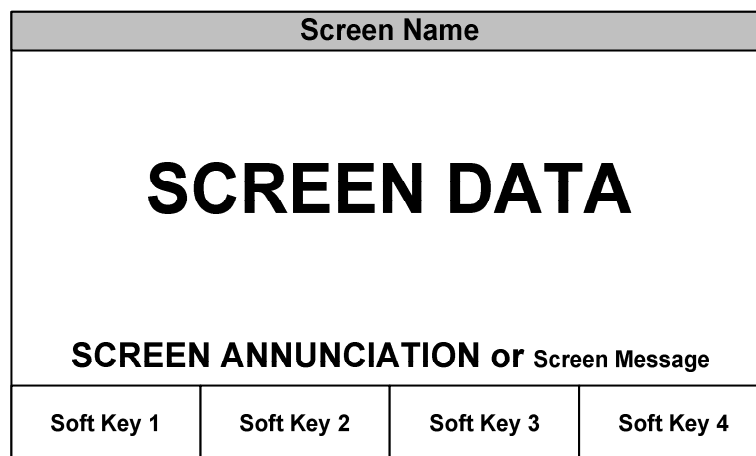 Screen Name
SCREEN DATA
SCREEN ANNUNCIATION or Screen Message
Soft Key 1 Soft Key 2 Soft Key 3 Soft Key 4